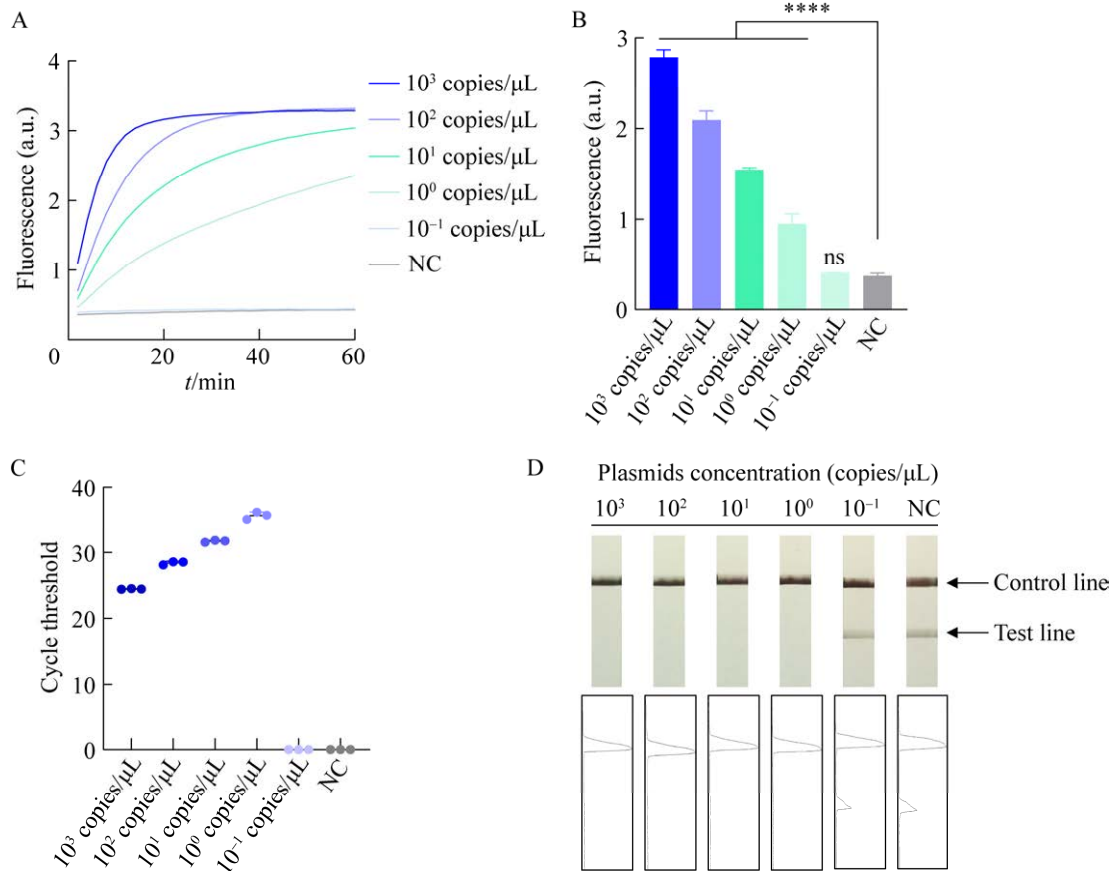 A
Fluorescence (a.u.)
4
3
2
1
0
20
40
60
t/min
10³ copies/μL
10² copies/μL
10¹ copies/μL
10⁰ copies/μL
10⁻¹ copies/μL
NC
B
****
Fluorescence (a.u.)
3
2
1
0
ns
10³ copies/μL
10² copies/μL
10¹ copies/μL
10⁰ copies/μL
10⁻¹ copies/μL
NC
C
Cycle threshold
40
30
20
10
0
10³ copies/μL
10² copies/μL
10¹ copies/μL
10⁰ copies/μL
10⁻¹ copies/μL
NC
D
Plasmids concentration (copies/μL)
10³ 10² 10¹ 10⁰ 10⁻¹ NC
Control line
Test line